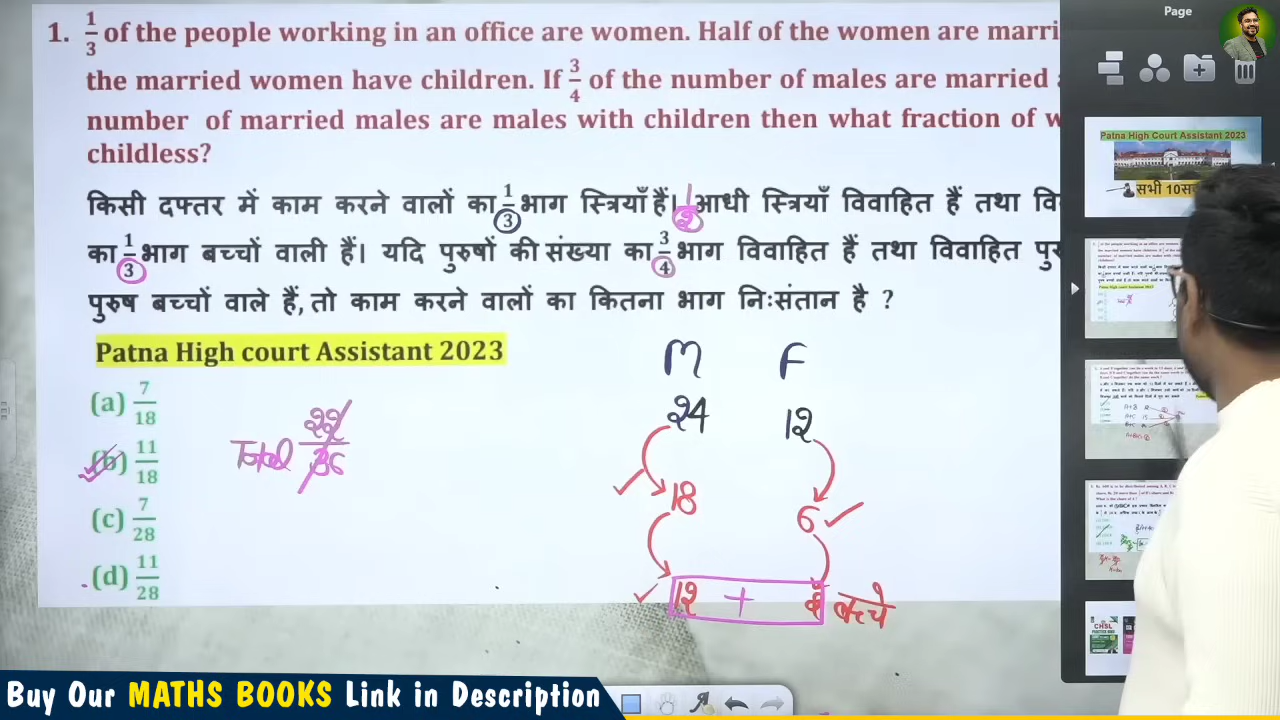 Page
1. 1/3 of the people working in an office are women. Half of the women are marri
the married women have children. If 3/4 of the number of males are married
number of married males are males with children then what fraction of w
childless?
किसी दफ्तर में काम करने वालों का 1/3 भाग स्त्रियाँ हैं। आधी स्त्रियाँ विवाहित हैं तथा वि
का 1/3 भाग बच्चों वाली हैं। यदि पुरुषों की संख्या का 3/4 भाग विवाहित हैं तथा विवाहित पु
पुरुष बच्चों वाले हैं, तो काम करने वालों का कितना भाग निःसंतान है ?
Patna High court Assistant 2023
(a) 7/18
(b) 11/18
(c) 7/28
(d) 11/28
Total 22/36
M F
24 12
18 6
12 + 2 बच्चे
Patna High Court Assistant 2023
Buy Our MATHS BOOKS Link in Description